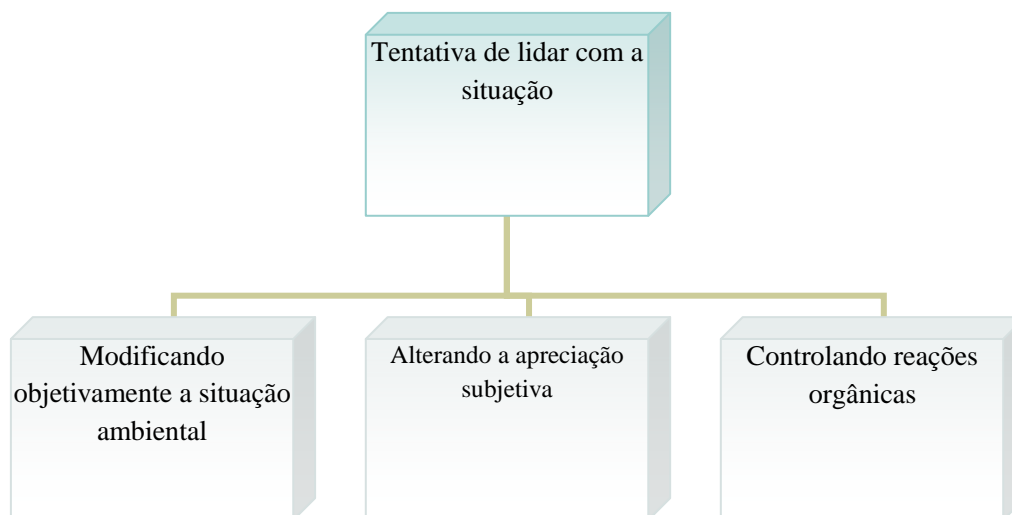 Tentativa de lidar com a
situação
Modificando
objetivamente a situação
ambiental
Alterando a apreciação
subjetiva
Controlando reações
orgânicas